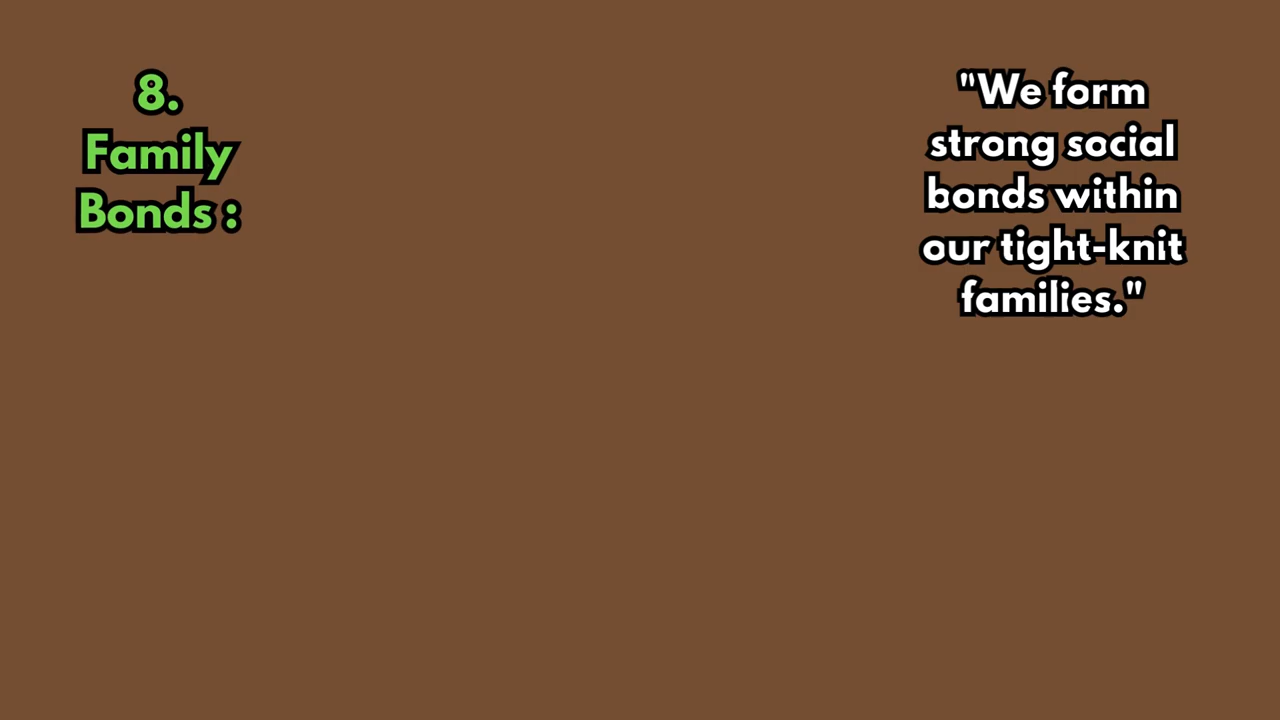 8.
Family
Bonds :
"We form
strong social
bonds within
our tight-knit
families."